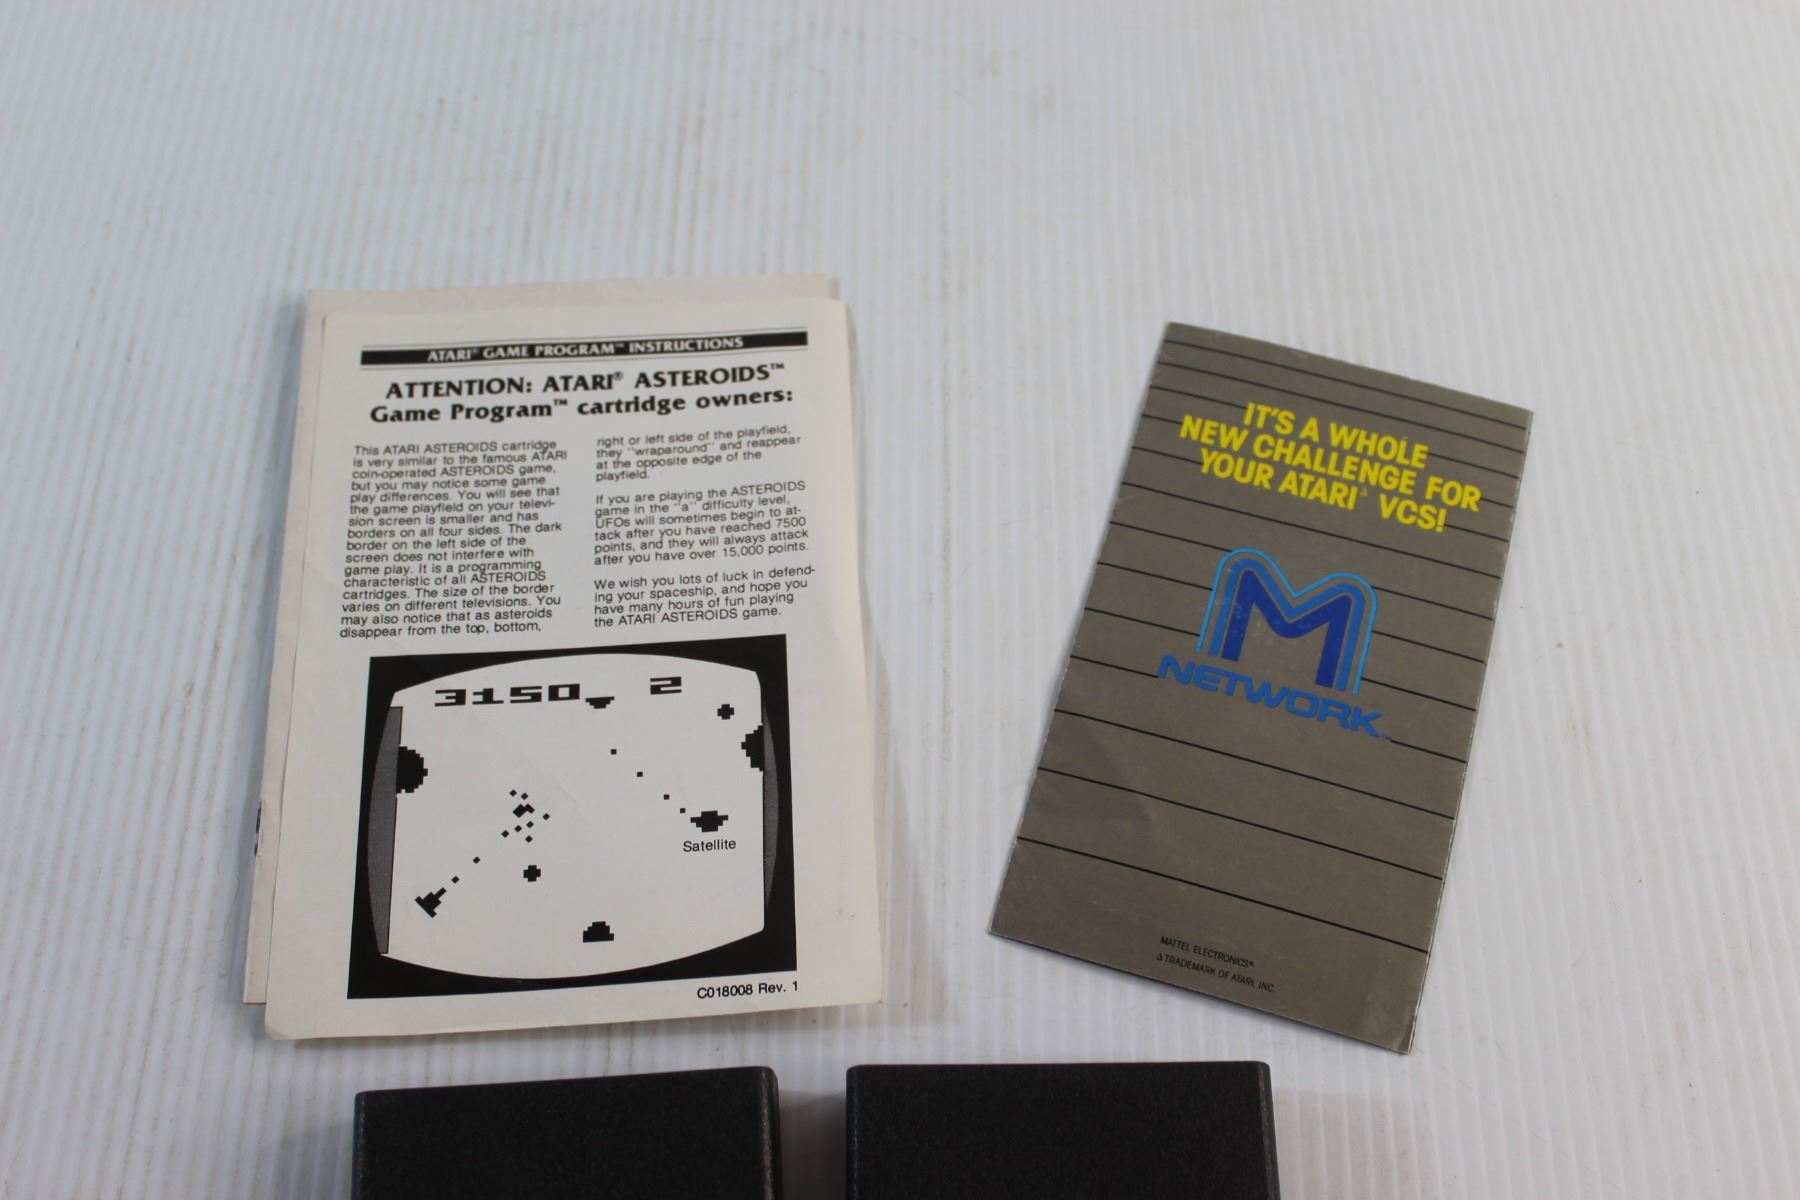 ATARI® GAME PROGRAM™ INSTRUCTIONS
ATTENTION: ATARI® ASTEROIDS™
Game Program™ cartridge owners:
This ATARI ASTEROIDS cartridge
is very similar to the famous ATARI
coin-operated ASTEROIDS game,
but you may notice some game
play differences. You will see that
the game playfield on your televi-
sion screen is smaller and has
borders on all four sides. The dark
border on the left side of the
screen does not interfere with
game play. It is a programming
characteristic of all ASTEROIDS
cartridges. The size of the border
varies on different televisions. You
may also notice that as asteroids
disappear from the top, bottom,
right or left side of the playfield,
they "wraparound" and reappear
at the opposite edge of the
playfield.
If you are playing the ASTEROIDS
game in the "a" difficulty level,
UFOs will sometimes begin to at-
tack after you have reached 7500
points, and they will always attack
after you have over 15,000 points.
We wish you lots of luck in defend-
ing your spaceship, and hope you
have many hours of fun playing
the ATARI ASTEROIDS game.
3150 2
Satellite
C018008 Rev. 1
IT'S A WHOLE
NEW CHALLENGE FOR
YOUR ATARI△ VCS!
M
NETWORK™
MATTEL ELECTRONICS®
△ TRADEMARK OF ATARI, INC.